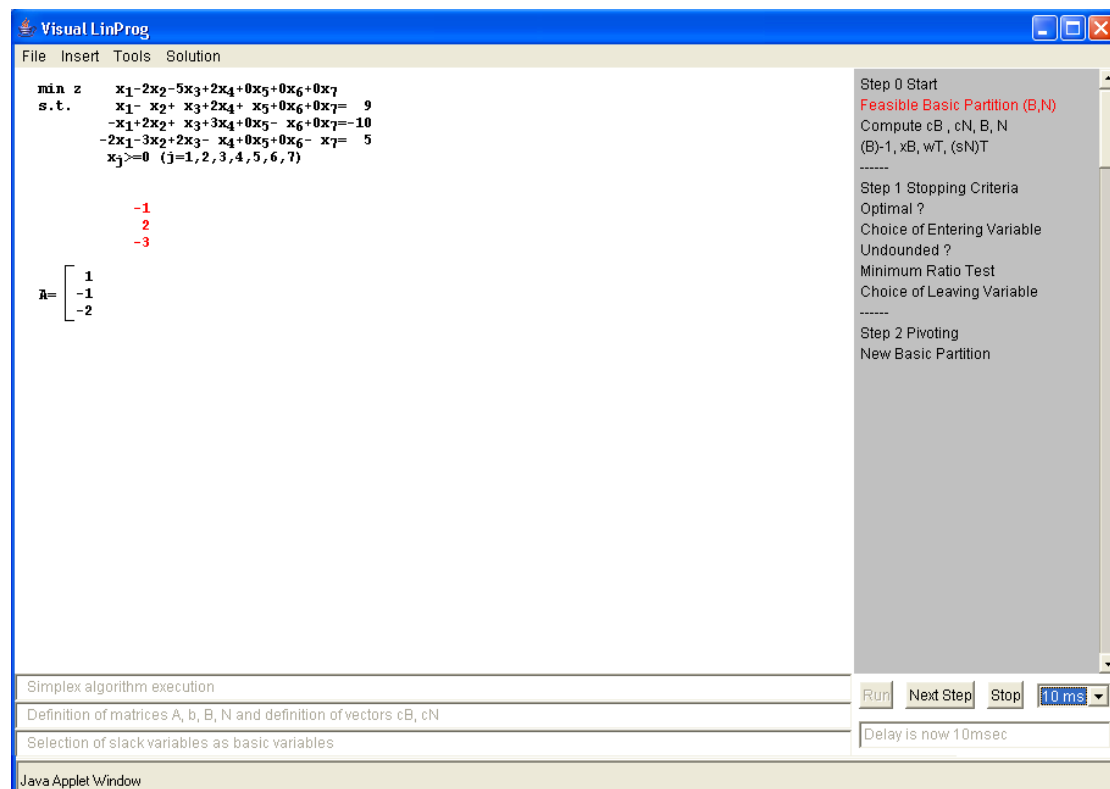 Visual LinProg
File Insert Tools Solution
min z x1-2x2-5x3+2x4+0x5+0x6+0x7
s.t. x1- x2+ x3+2x4+ x5+0x6+0x7= 9
-x1+2x2+ x3+3x4+0x5- x6+0x7=-10
-2x1-3x2+2x3- x4+0x5+0x6- x7= 5
xj>=0 (j=1,2,3,4,5,6,7)
-1
2
-3
A=
1
-1
-2
Step 0 Start
Feasible Basic Partition (B,N)
Compute cB , cN, B, N
(B)-1, xB, wT, (sN)T
------
Step 1 Stopping Criteria
Optimal ?
Choice of Entering Variable
Undounded ?
Minimum Ratio Test
Choice of Leaving Variable
------
Step 2 Pivoting
New Basic Partition
Simplex algorithm execution
Definition of matrices A, b, B, N and definition of vectors cB, cN
Selection of slack variables as basic variables
Run Next Step Stop 10 ms
Delay is now 10msec
Java Applet Window